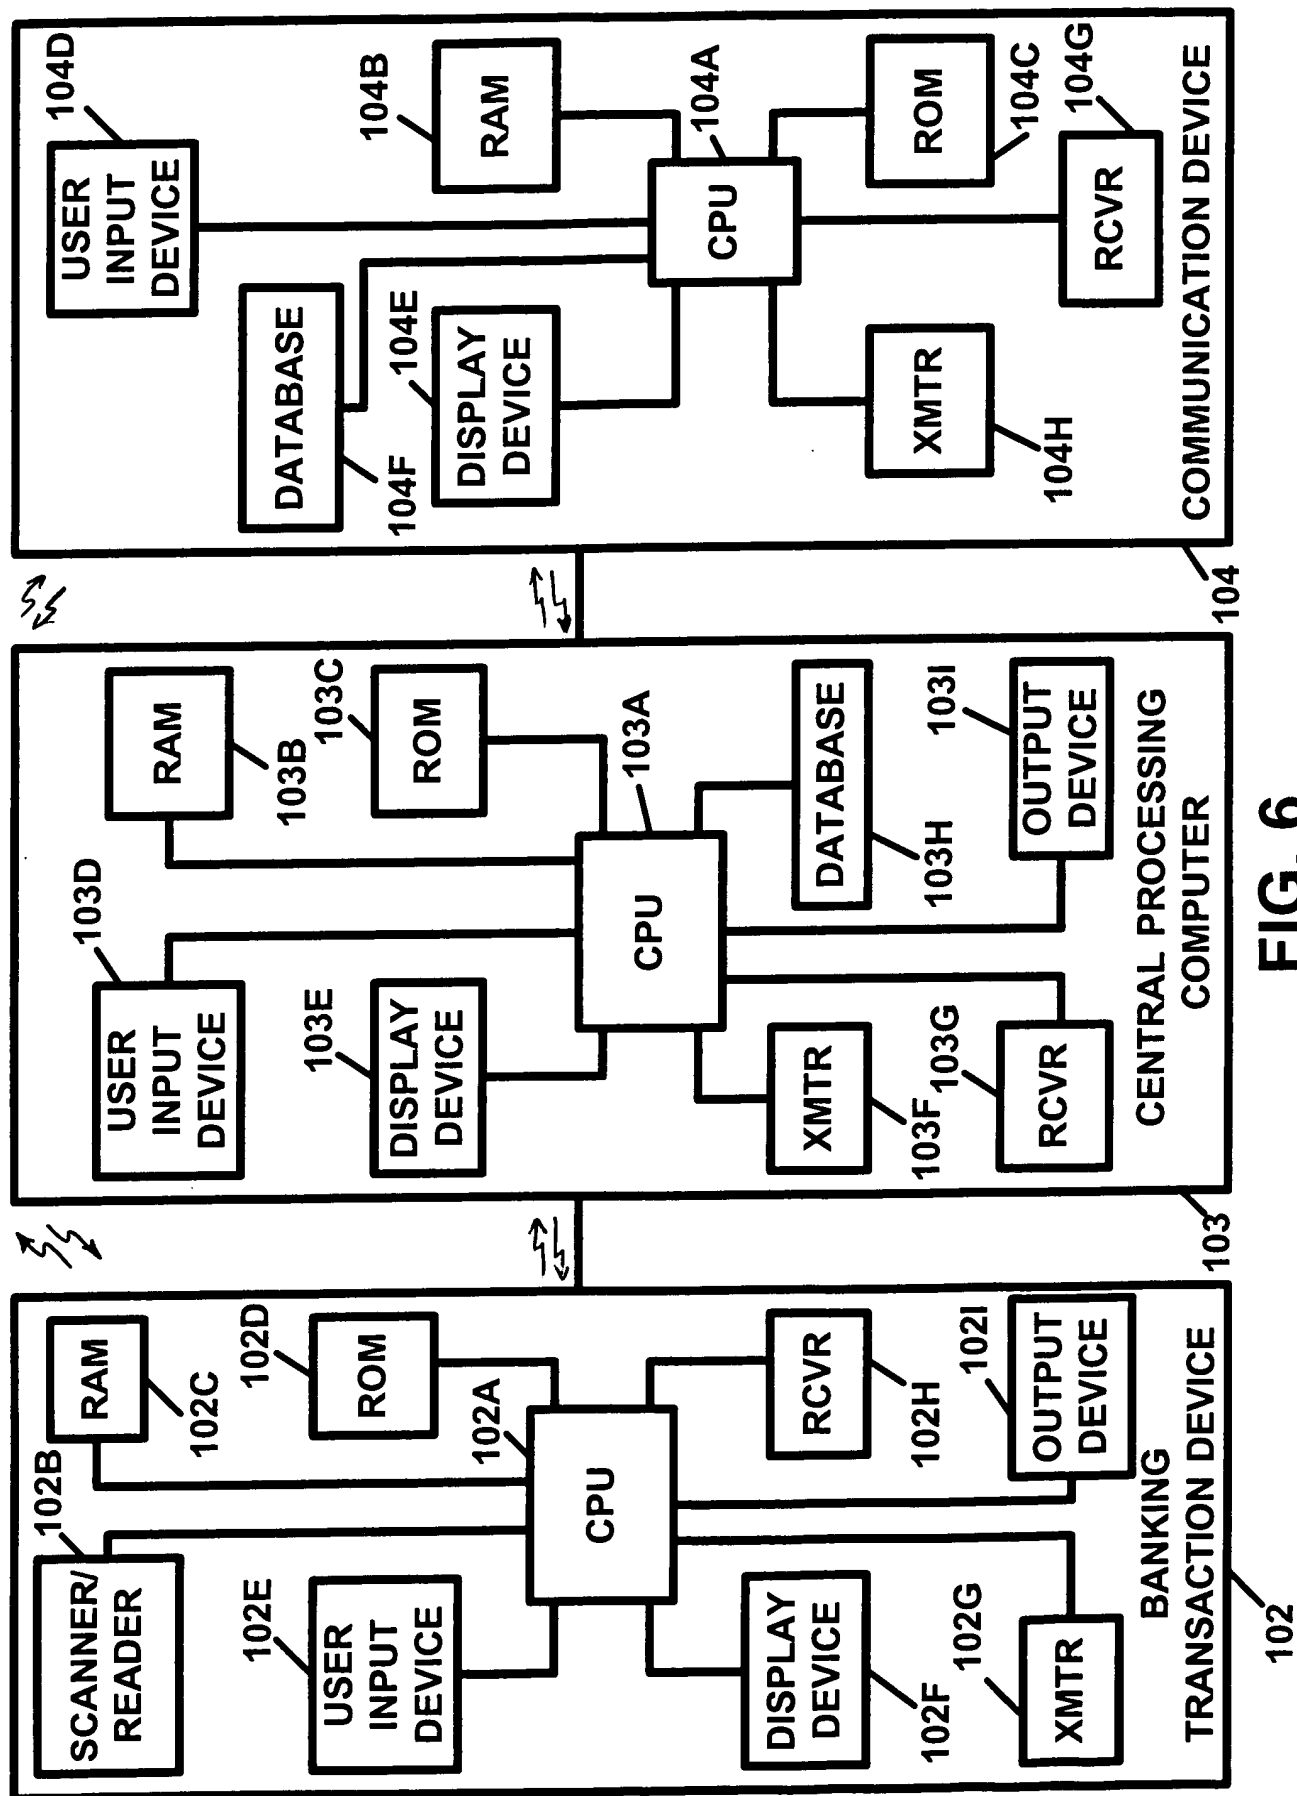 SCANNER/
READER
102B
RAM
102C
102E
USER
INPUT
DEVICE
102D
ROM
102A
CPU
DISPLAY
DEVICE
102F
RCVR
102H
102G
XMTR
102I
OUTPUT
DEVICE
BANKING
TRANSACTION DEVICE
102
USER
INPUT
DEVICE
103D
RAM
103B
103E
DISPLAY
DEVICE
103C
ROM
103A
CPU
XMTR
103F
DATABASE
103H
103G
RCVR
103I
OUTPUT
DEVICE
CENTRAL PROCESSING
COMPUTER
103
USER
INPUT
DEVICE
104D
DATABASE
104F
104E
DISPLAY
DEVICE
104B
RAM
104A
CPU
XMTR
104H
ROM
104C
RCVR
104G
COMMUNICATION DEVICE
104
FIG. 6